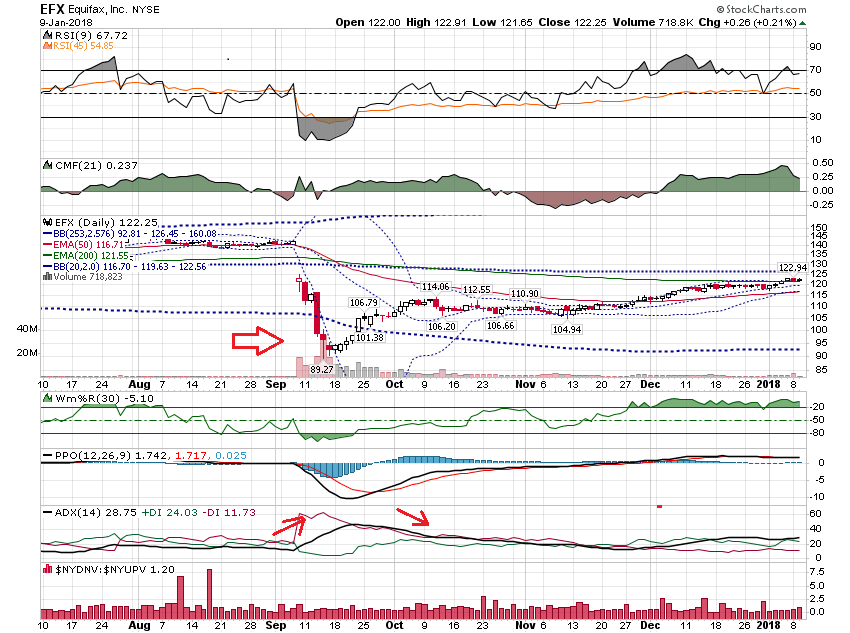 EFX Equifax, Inc. NYSE
© StockCharts.com
9-Jan-2018
Open 122.00 High 122.91 Low 121.65 Close 122.25 Volume 718.8K Chg +0.26 (+0.21%)
RSI(9) 67.72
RSI(45) 54.85
90
70
50
30
10
CMF(21) 0.237
0.50
0.25
0.00
-0.25
EFX (Daily) 122.25
BB(253,2.576) 92.81 - 126.45 - 160.08
EMA(50) 116.71
EMA(200) 121.55
BB(20,2.0) 116.70 - 119.63 - 122.56
Volume 718,823
150
145
140
135
130
125
120
115
110
105
100
95
90
85
40M
20M
122.94
114.06
112.55
110.90
106.79
106.20
106.66
104.94
101.38
89.27
10 17 24 Aug 7 14 21 28 Sep 11 18 25 Oct 9 16 23 Nov 6 13 20 27 Dec 11 18 26 2018 8
Wm%R(30) -5.10
-20
-50
-80
PPO(12,26,9) 1.742, 1.717, 0.025
0
-5
-10
ADX(14) 28.75 +DI 24.03 -DI 11.73
60
40
20
0
$NYDNV:$NYUPV 1.20
7.5
5.0
2.5
0.0
10 17 24 Aug 7 14 21 28 Sep 11 18 25 Oct 9 16 23 Nov 6 13 20 27 Dec 11 18 26 2018 8